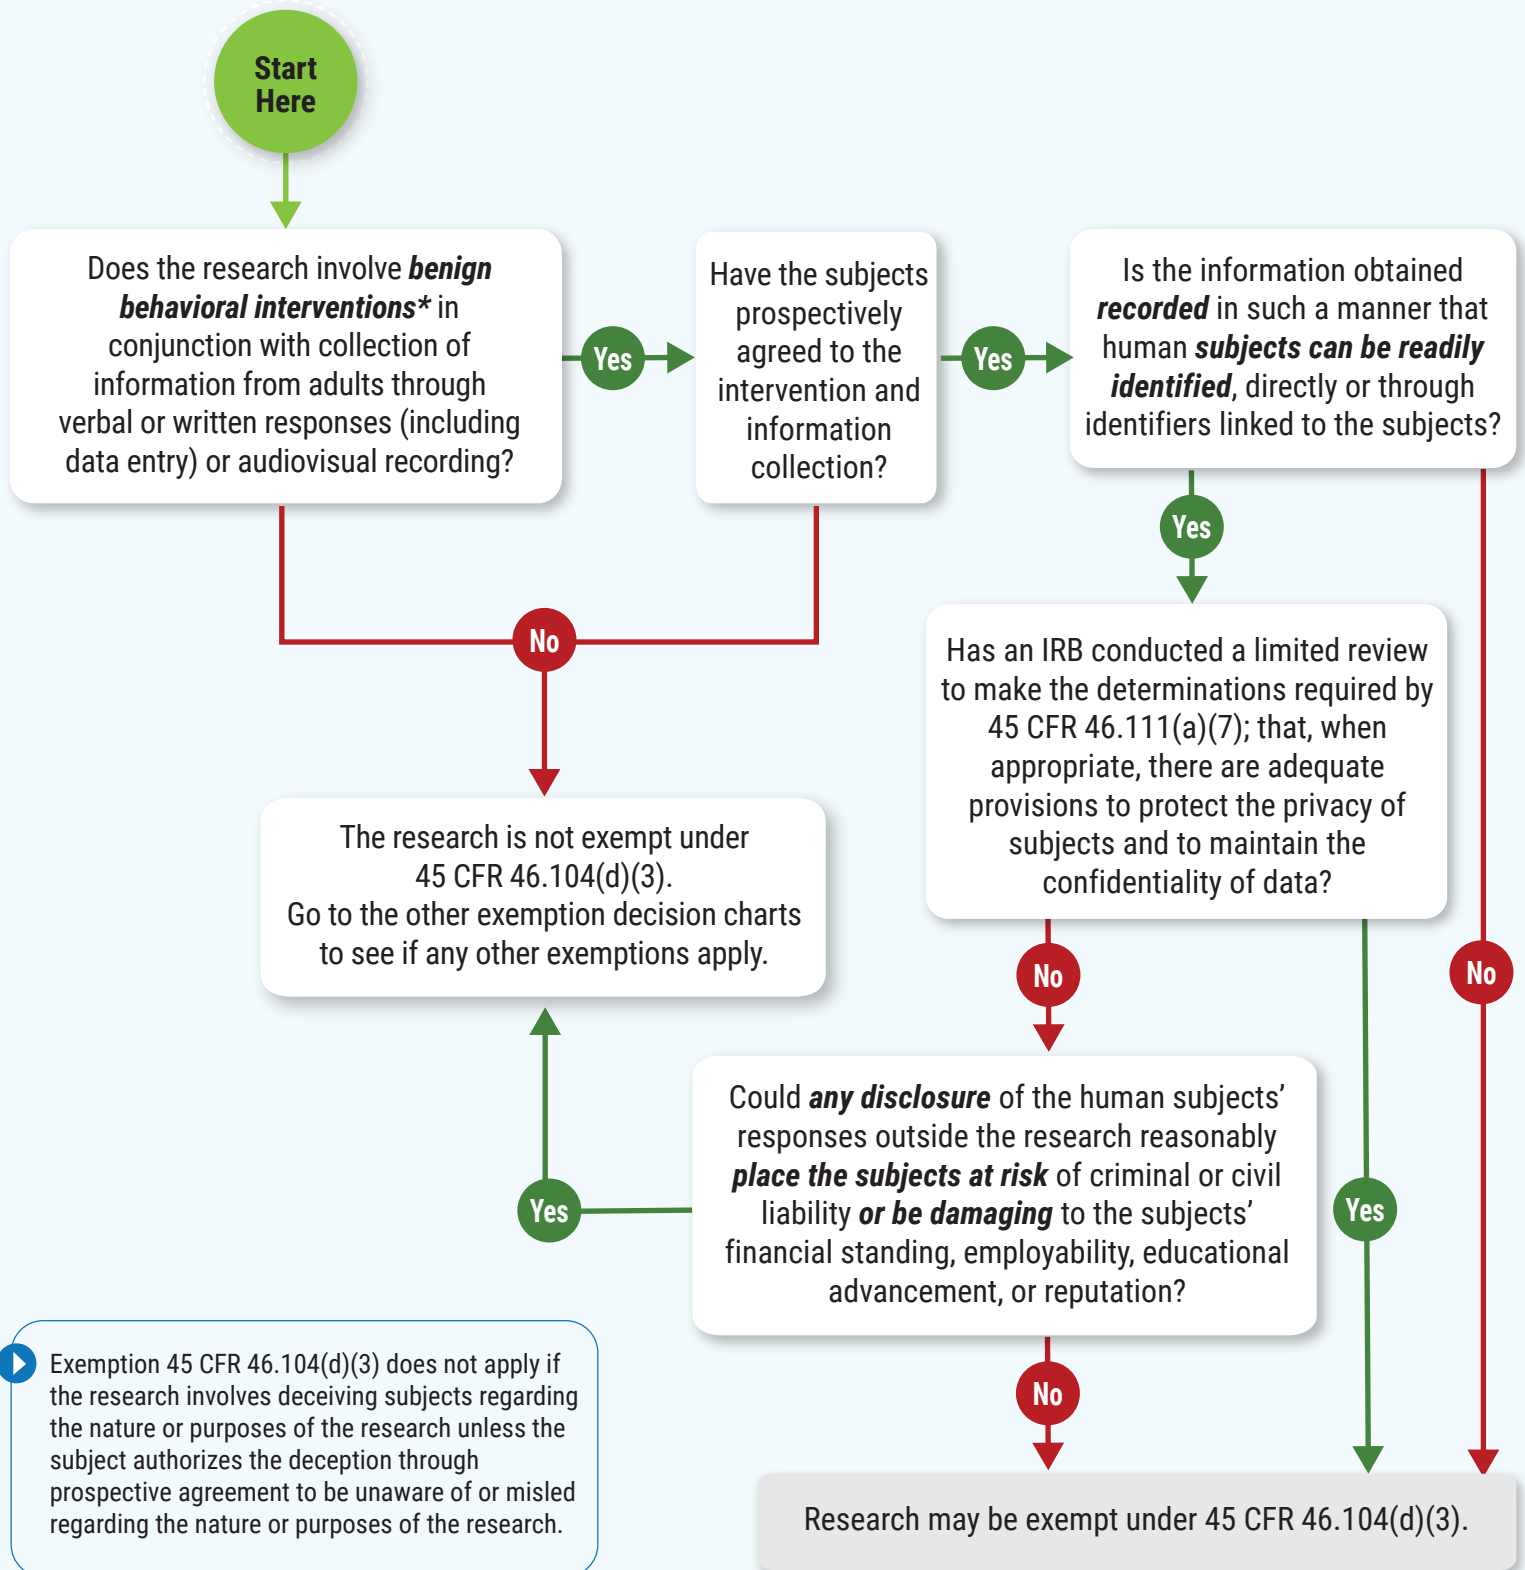 Start
Here
Does the research involve benign
behavioral interventions* in
conjunction with collection of
information from adults through
verbal or written responses (including
data entry) or audiovisual recording?
Yes
Have the subjects
prospectively
agreed to the
intervention and
information
collection?
Yes
Is the information obtained
recorded in such a manner that
human subjects can be readily
identified, directly or through
identifiers linked to the subjects?
Yes
No
Has an IRB conducted a limited review
to make the determinations required by
45 CFR 46.111(a)(7); that, when
appropriate, there are adequate
provisions to protect the privacy of
subjects and to maintain the
confidentiality of data?
The research is not exempt under
45 CFR 46.104(d)(3).
Go to the other exemption decision charts
to see if any other exemptions apply.
No
No
Could any disclosure of the human subjects’
responses outside the research reasonably
place the subjects at risk of criminal or civil
liability or be damaging to the subjects’
financial standing, employability, educational
advancement, or reputation?
Yes
Yes
No
Exemption 45 CFR 46.104(d)(3) does not apply if
the research involves deceiving subjects regarding
the nature or purposes of the research unless the
subject authorizes the deception through
prospective agreement to be unaware of or misled
regarding the nature or purposes of the research.
Research may be exempt under 45 CFR 46.104(d)(3).